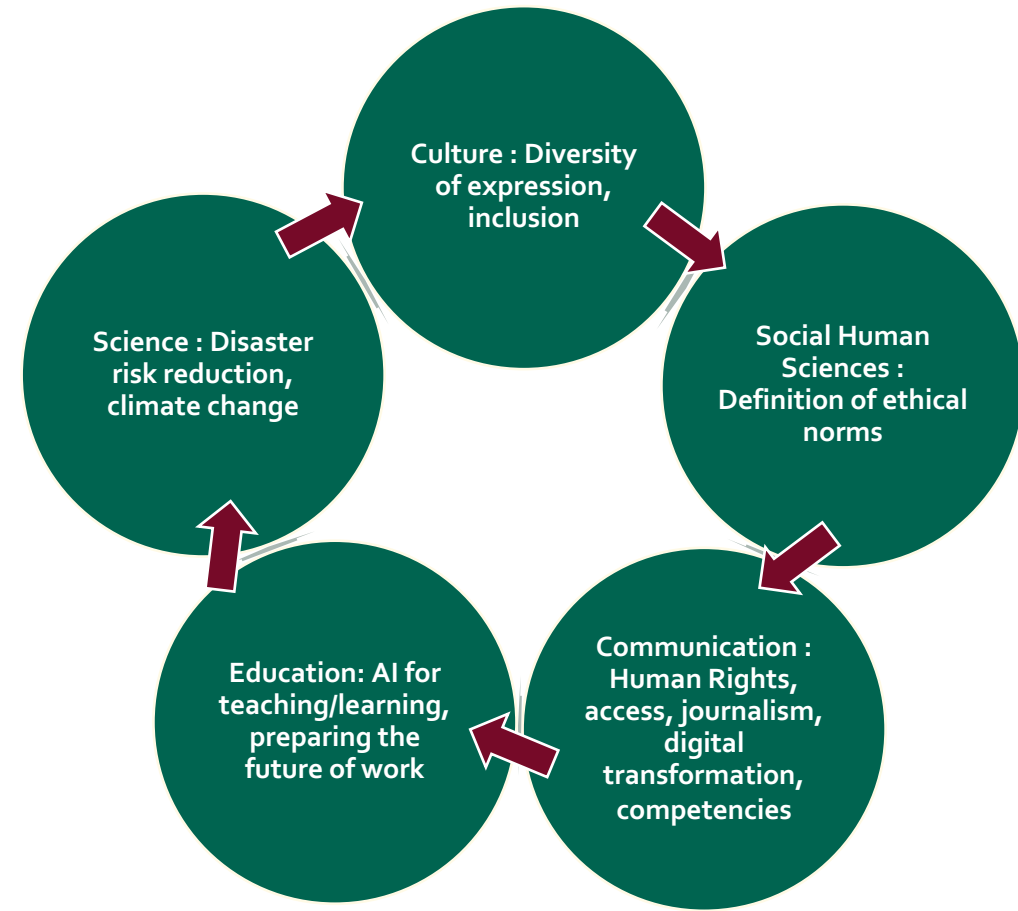 Culture : Diversity
of expression,
inclusion
Social Human
Sciences :
Definition of ethical
norms
Communication :
Human Rights,
access, journalism,
digital
transformation,
competencies
Education: AI for
teaching/learning,
preparing the
future of work
Science : Disaster
risk reduction,
climate change